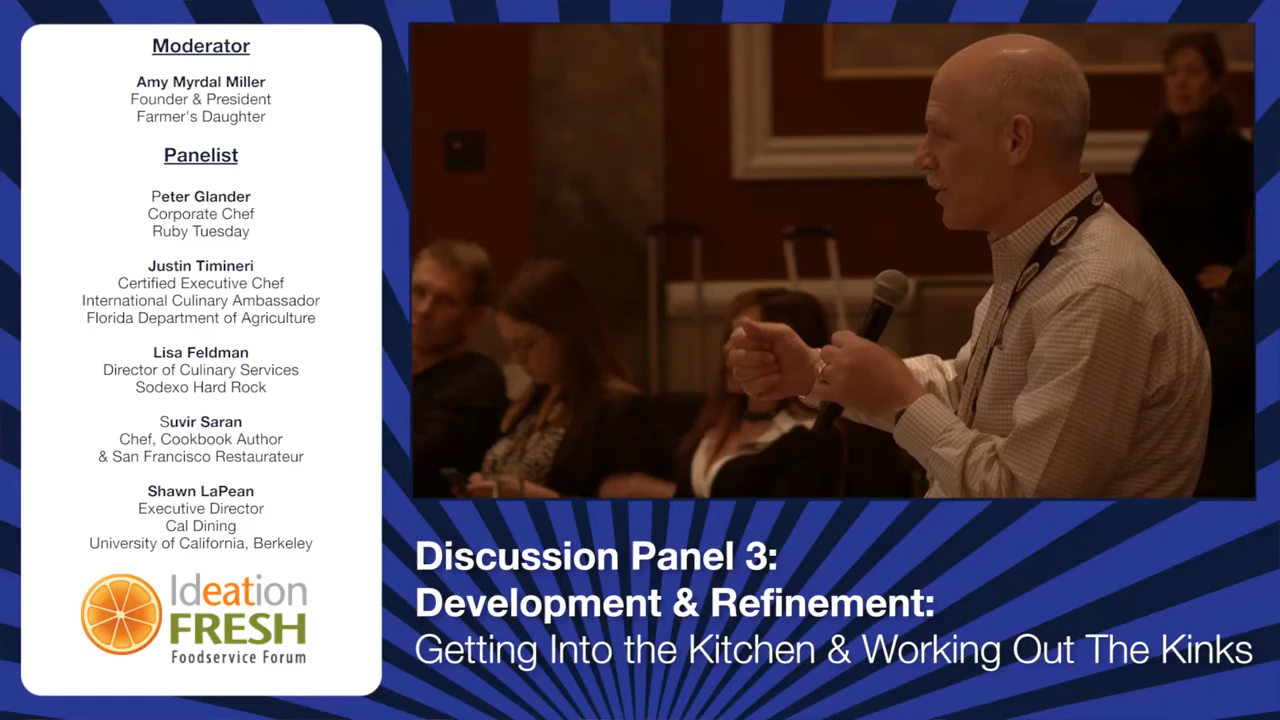 Moderator
Amy Myrdal Miller
Founder & President
Farmer's Daughter
Panelist
Peter Glander
Corporate Chef
Ruby Tuesday
Justin Timineri
Certified Executive Chef
International Culinary Ambassador
Florida Department of Agriculture
Lisa Feldman
Director of Culinary Services
Sodexo Hard Rock
Suvir Saran
Chef, Cookbook Author
& San Francisco Restaurateur
Shawn LaPean
Executive Director
Cal Dining
University of California, Berkeley
Ideation
FRESH
Foodservice Forum
Discussion Panel 3:
Development & Refinement:
Getting Into the Kitchen & Working Out The Kinks